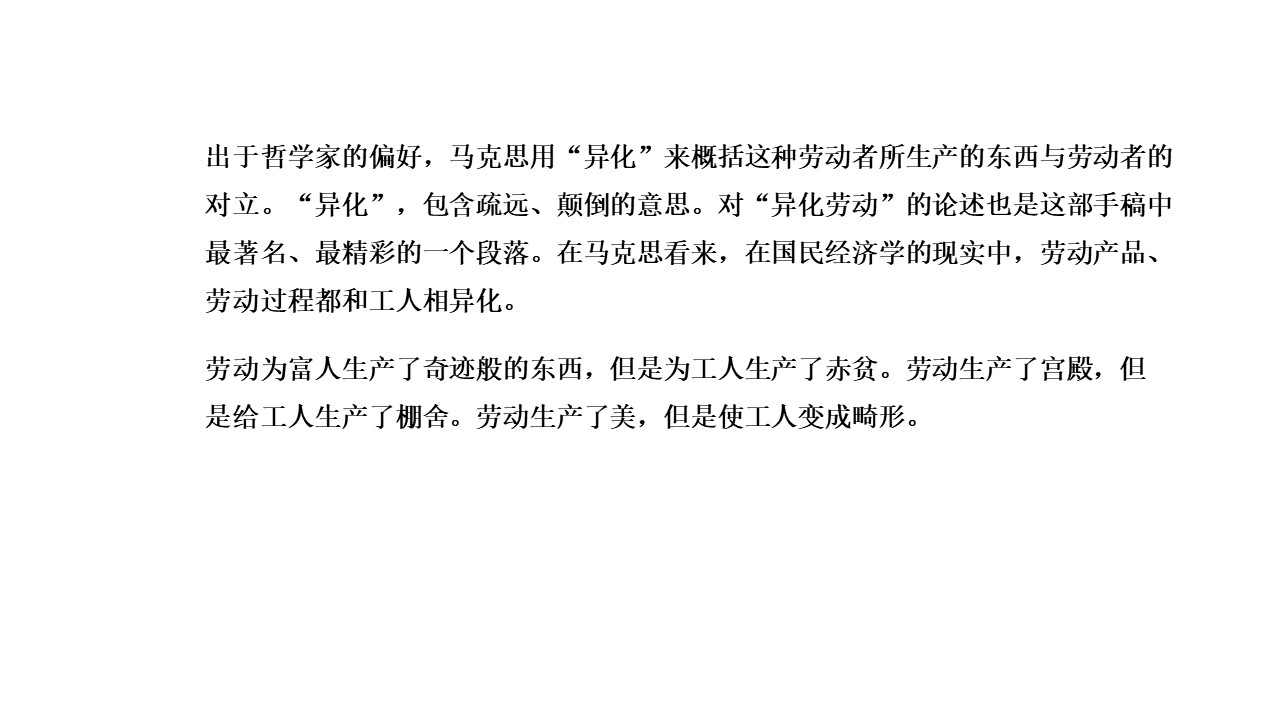 出于哲学家的偏好，马克思用“异化”来概括这种劳动者所生产的东西与劳动者的
对立。“异化”，包含疏远、颠倒的意思。对“异化劳动”的论述也是这部手稿中
最著名、最精彩的一个段落。在马克思看来，在国民经济学的现实中，劳动产品、
劳动过程都和工人相异化。
劳动为富人生产了奇迹般的东西，但是为工人生产了赤贫。劳动生产了宫殿，但
是给工人生产了棚舍。劳动生产了美，但是使工人变成畸形。